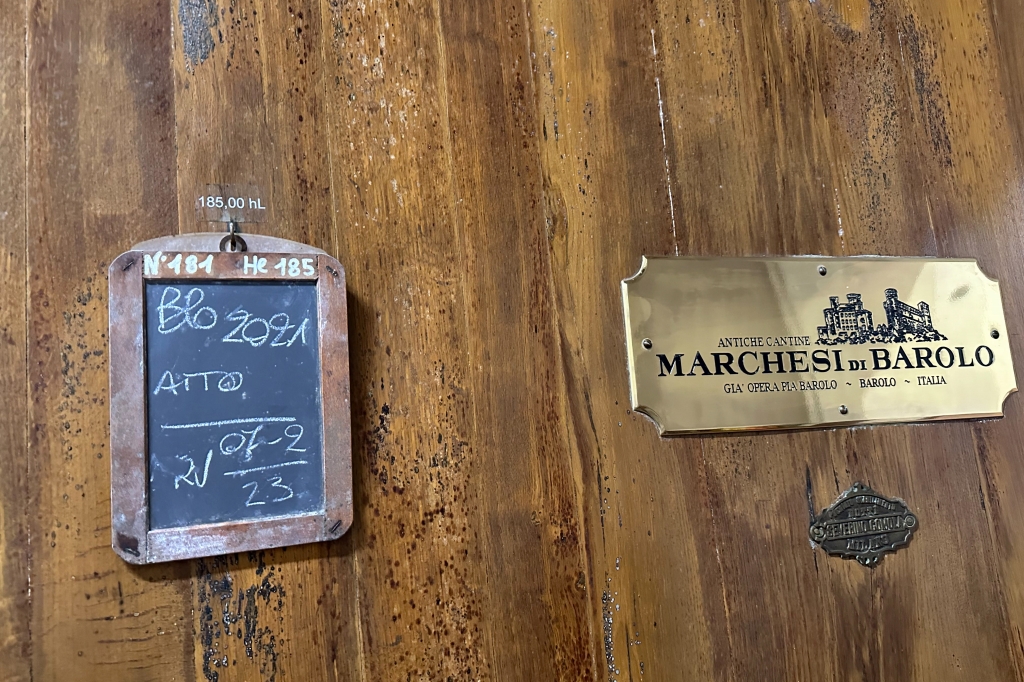 185,00 hL
N°181 He 185
Blo 2021
ATTO
RV 07-2
23
ANTICHE CANTINE
MARCHESI DI BAROLO
GIA' OPERA PIA BAROLO ~ BAROLO ~ ITALIA